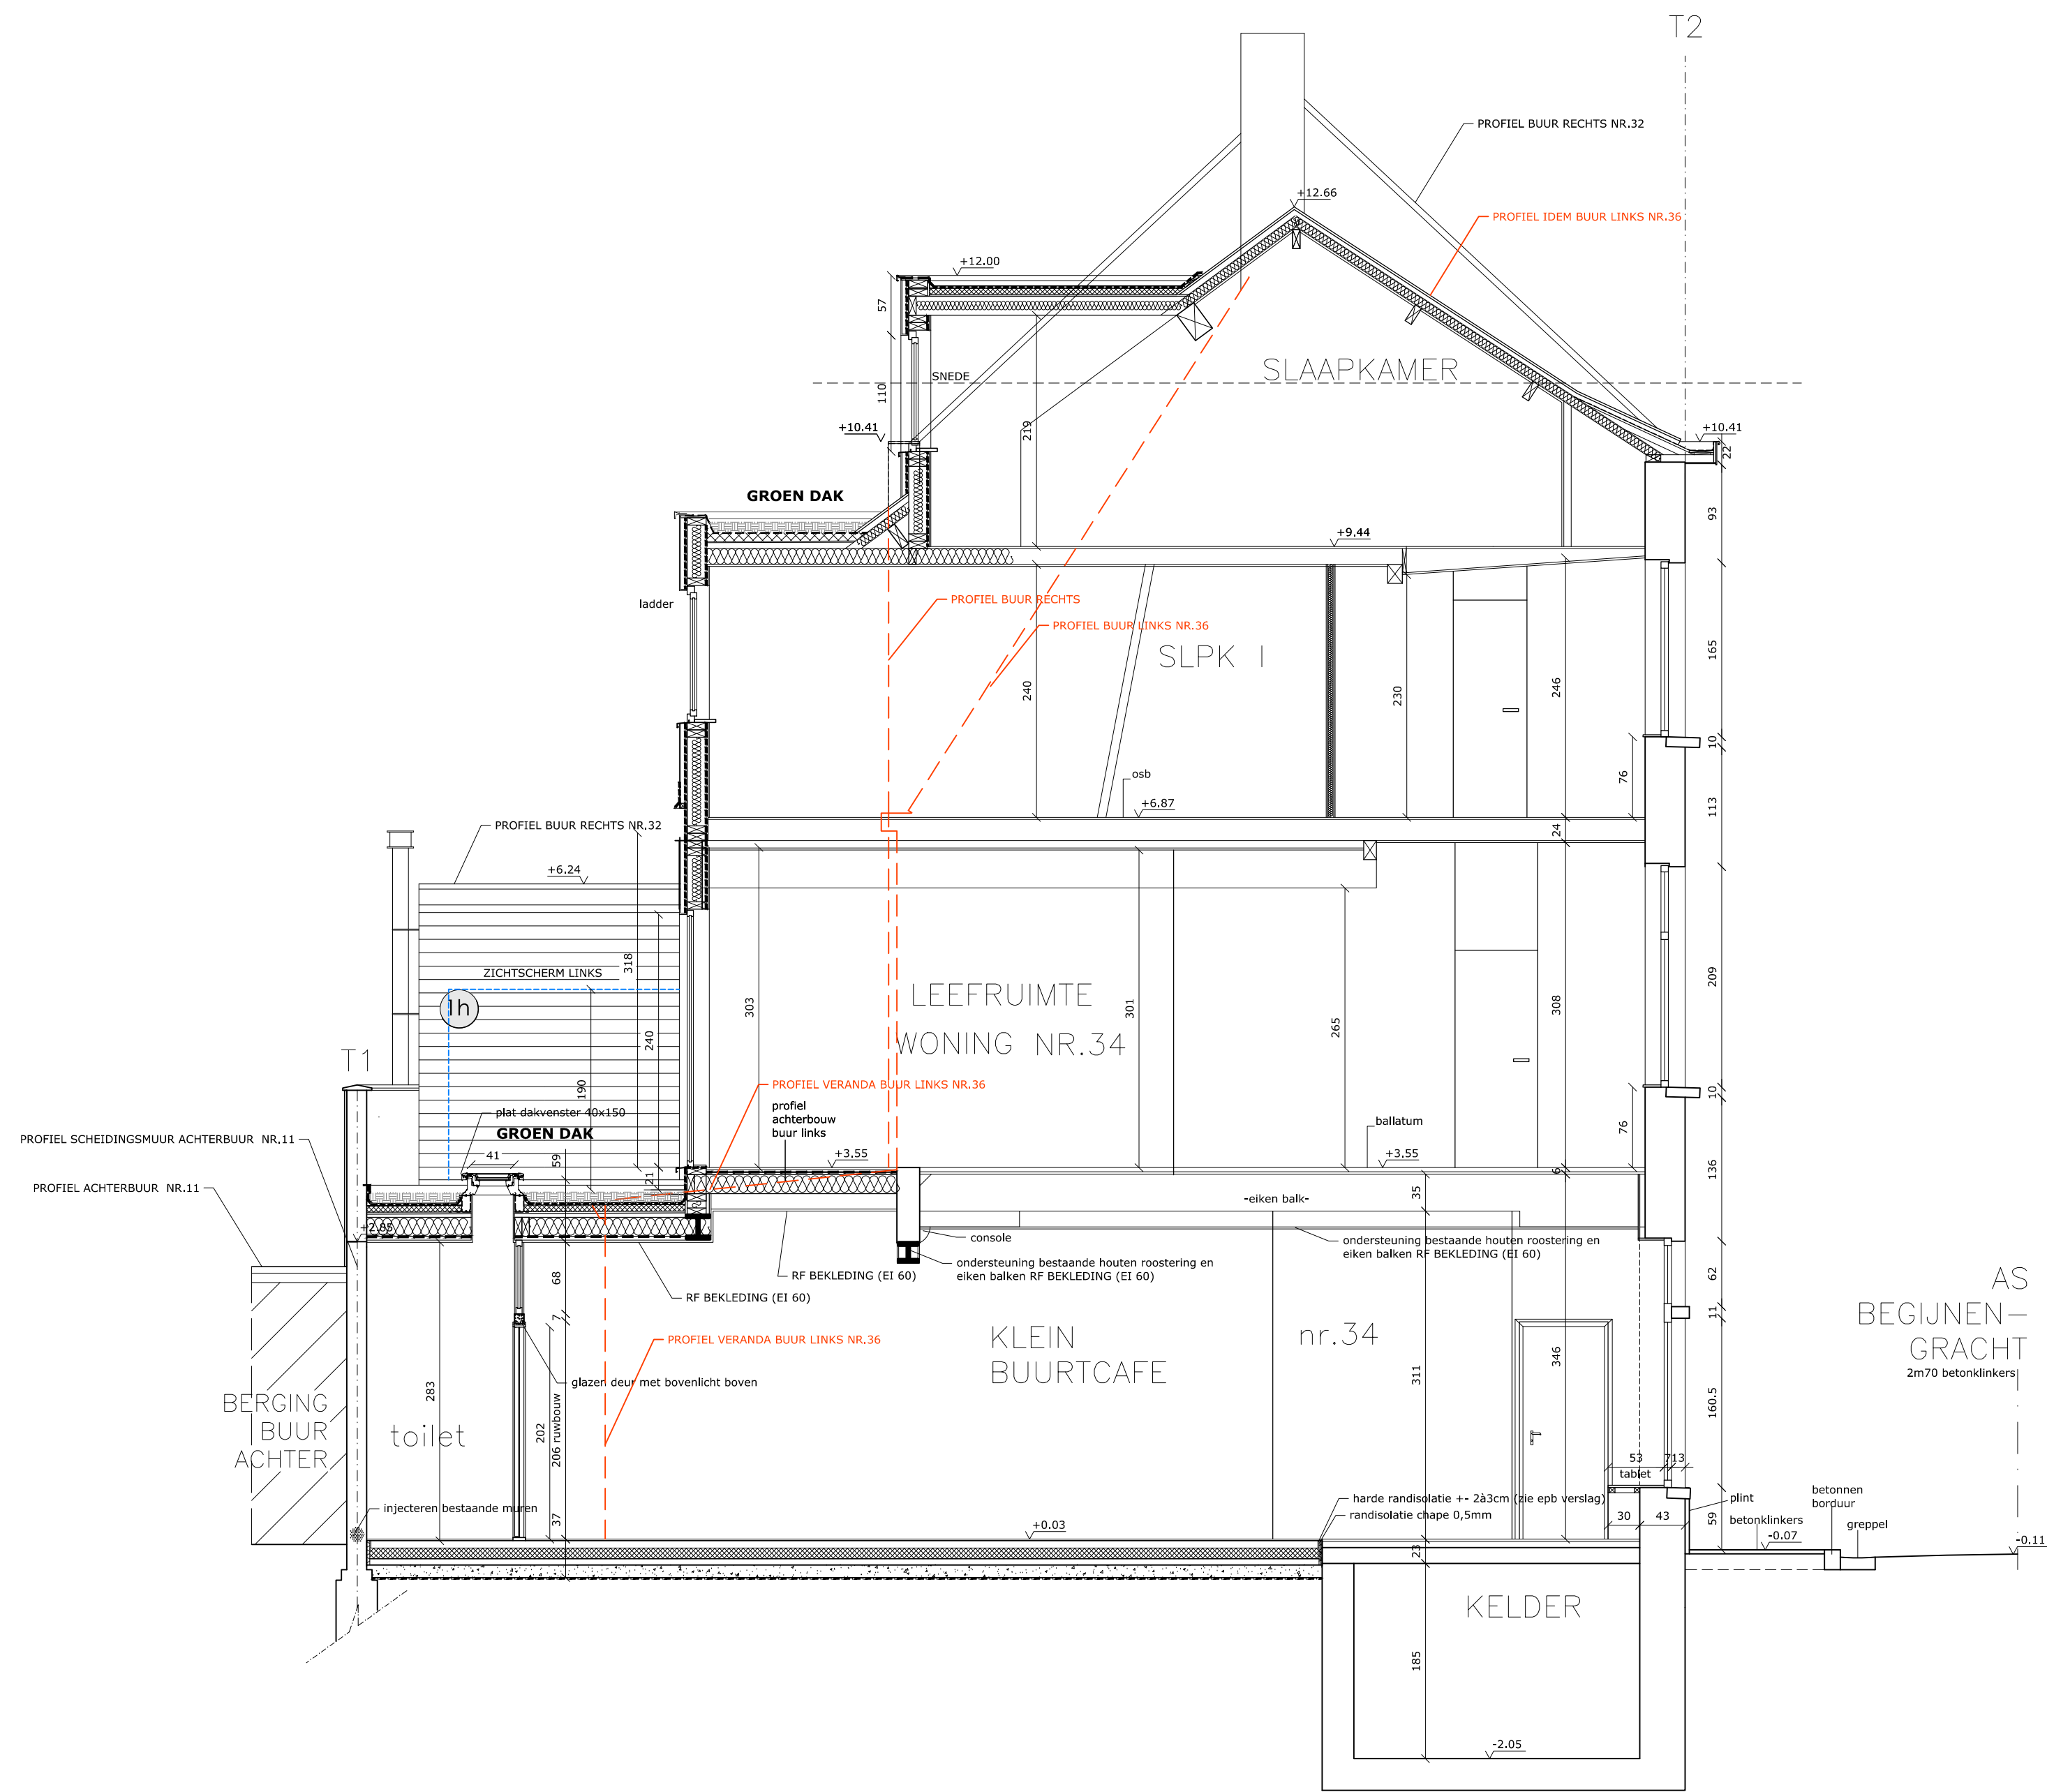 T2
PROFIEL BUUR RECHTS NR.32
+12.66
PROFIEL IDEM BUUR LINKS NR.36
+12.00
57
SLAAPKAMER
SNEDE
110
219
+10.41
+10.41
22
GROEN DAK
93
+9.44
ladder
PROFIEL BUUR RECHTS
PROFIEL BUUR LINKS NR.36
SLPK I
165
240
230
246
10
76
osb
+6.87
113
24
PROFIEL BUUR RECHTS NR.32
+6.24
318
ZICHTSCHERM LINKS
1h
303
301
265
308
209
LEEFRUIMTE
WONING NR.34
240
190
T1
PROFIEL VERANDA BUUR LINKS NR.36
10
profiel
achterbouw
buur links
plat dakvenster 40x150
ballatum
76
GROEN DAK
PROFIEL SCHEIDINGSMUUR ACHTERBUUR NR.11
41
59
21
+3.55
+3.55
6
136
PROFIEL ACHTERBUUR NR.11
35
-eiken balk-
+2.85
console
ondersteuning bestaande houten roostering en
eiken balken RF BEKLEDING (EI 60)
ondersteuning bestaande houten roostering en
eiken balken RF BEKLEDING (EI 60)
RF BEKLEDING (EI 60)
RF BEKLEDING (EI 60)
68
62
AS
BEGIJNEN-
GRACHT
2m70 betonklinkers
7
11
KLEIN
BUURTCAFE
nr.34
PROFIEL VERANDA BUUR LINKS NR.36
346
311
glazen deur met bovenlicht boven
283
BERGING
BUUR
ACHTER
toilet
202
206 ruwbouw
160.5
53
7
13
tablet
injecteren bestaande muren
harde randisolatie +- 2à3cm (zie epb verslag)
randisolatie chape 0,5mm
plint
betonnen
borduur
37
30
43
59
betonklinkers
greppel
+0.03
-0.07
-0.11
23
KELDER
185
-2.05